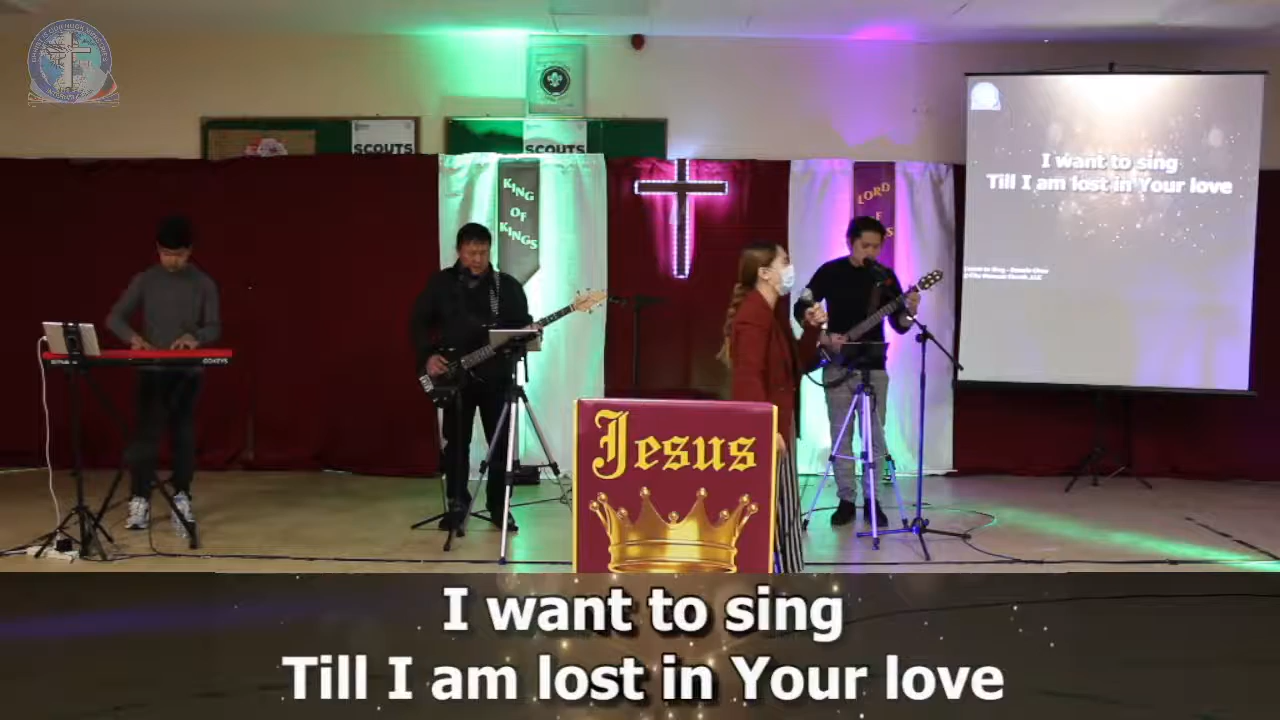 SCOUTS
SCOUTS
KING
OF
KINGS
LORD
I want to sing
Till I am lost in Your love
Jesus
I want to sing
Till I am lost in Your love